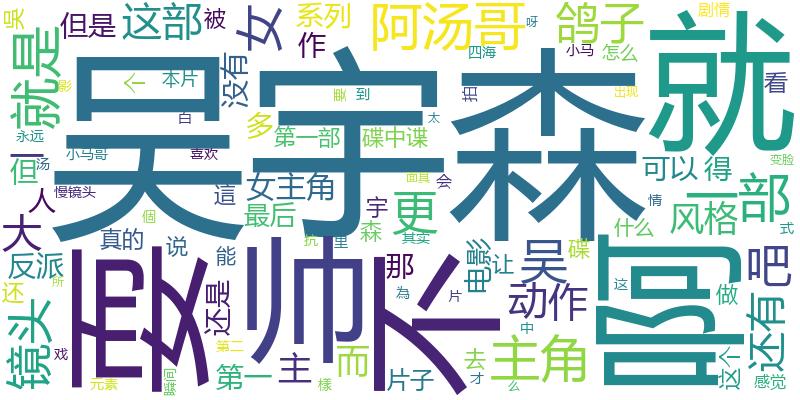 吴宇森
就
耍
帅
不
啊
阿汤哥
鸽子
这部
但是
被
女
系列
作
没有
就是
个
本片
影
吴
剧情
呀
四海
小马
怎么
看
出现
拍
到
要
白
多
第一部
碟中谍
永远
一
汤
小马哥
喜欢
但
慢镜头
這
女主角
会
面具
太
变脸
可以
得
一部
人
大
個
真的
说
最后
宇
更
情
什么
风格
式
反派
能
森
抗
里
其实
那
电影
让
吴
碟
吧
还
所
还是
為
片
动作
这
做
还有
镜头
戏
第二
第一
主
而
片子
去
主角
中
才
么
樣
元素
瞬间
这个
感觉